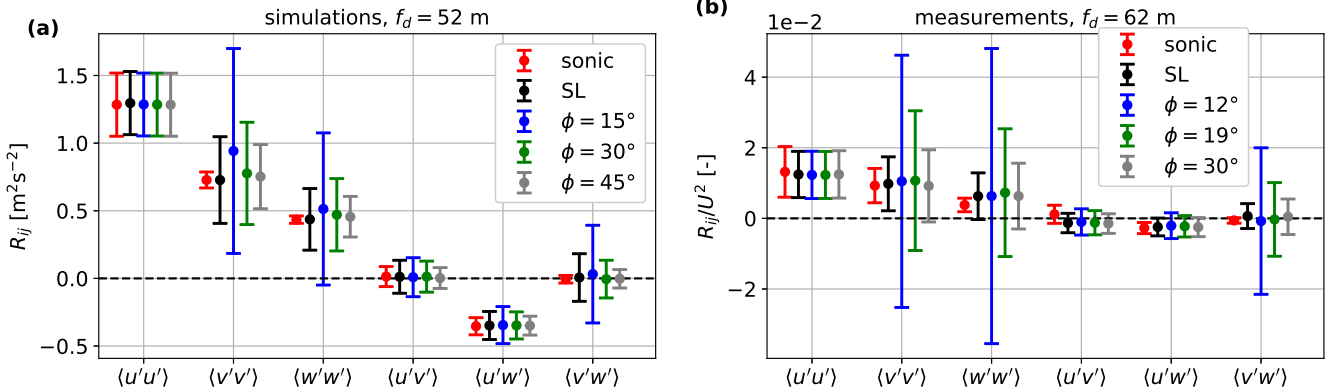 (a)
simulations, f_d = 52 m
R_ij [m²s⁻²]
1.5
1.0
0.5
0.0
−0.5
sonic
SL
ϕ = 15°
ϕ = 30°
ϕ = 45°
⟨u′u′⟩ ⟨v′v′⟩ ⟨w′w′⟩ ⟨u′v′⟩ ⟨u′w′⟩ ⟨v′w′⟩
(b)
1e−2
measurements, f_d = 62 m
R_ij/U² [-]
4
2
0
−2
sonic
SL
ϕ = 12°
ϕ = 19°
ϕ = 30°
⟨u′u′⟩ ⟨v′v′⟩ ⟨w′w′⟩ ⟨u′v′⟩ ⟨u′w′⟩ ⟨v′w′⟩